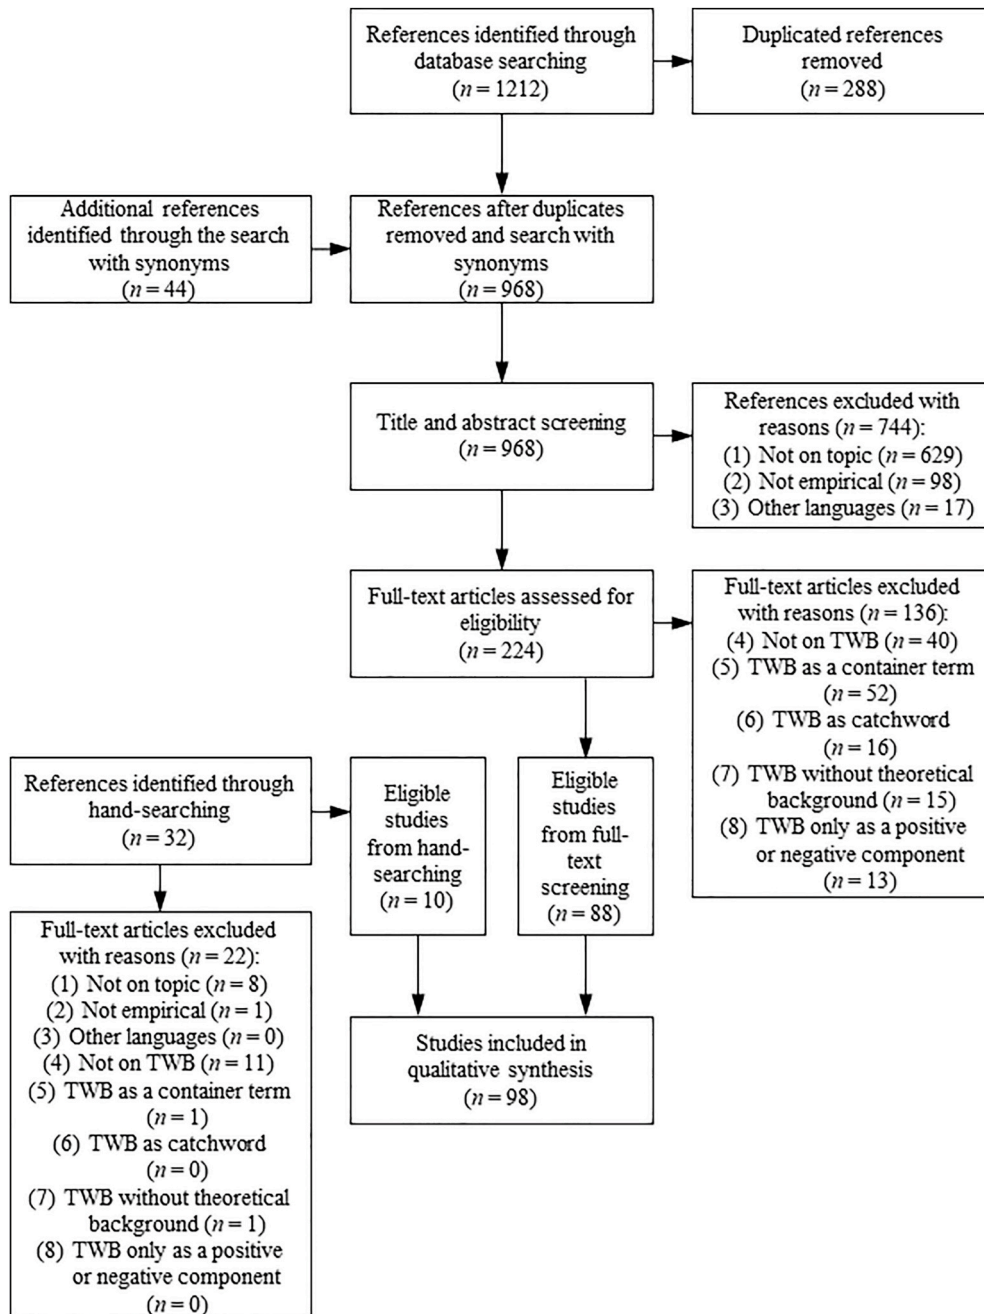 References identified through
database searching
(n = 1212)
Duplicated references
removed
(n = 288)
Additional references
identified through the search
with synonyms
(n = 44)
References after duplicates
removed and search with
synonyms
(n = 968)
Title and abstract screening
(n = 968)
References excluded with
reasons (n = 744):
(1) Not on topic (n = 629)
(2) Not empirical (n = 98)
(3) Other languages (n = 17)
Full-text articles assessed for
eligibility
(n = 224)
Full-text articles excluded
with reasons (n = 136):
(4) Not on TWB (n = 40)
(5) TWB as a container term
(n = 52)
(6) TWB as catchword
(n = 16)
(7) TWB without theoretical
background (n = 15)
(8) TWB only as a positive
or negative component
(n = 13)
References identified through
hand-searching
(n = 32)
Eligible
studies
from hand-
searching
(n = 10)
Eligible
studies
from full-
text
screening
(n = 88)
Full-text articles excluded
with reasons (n = 22):
(1) Not on topic (n = 8)
(2) Not empirical (n = 1)
(3) Other languages (n = 0)
(4) Not on TWB (n = 11)
(5) TWB as a container term
(n = 1)
(6) TWB as catchword
(n = 0)
(7) TWB without theoretical
background (n = 1)
(8) TWB only as a positive
or negative component
(n = 0)
Studies included in
qualitative synthesis
(n = 98)